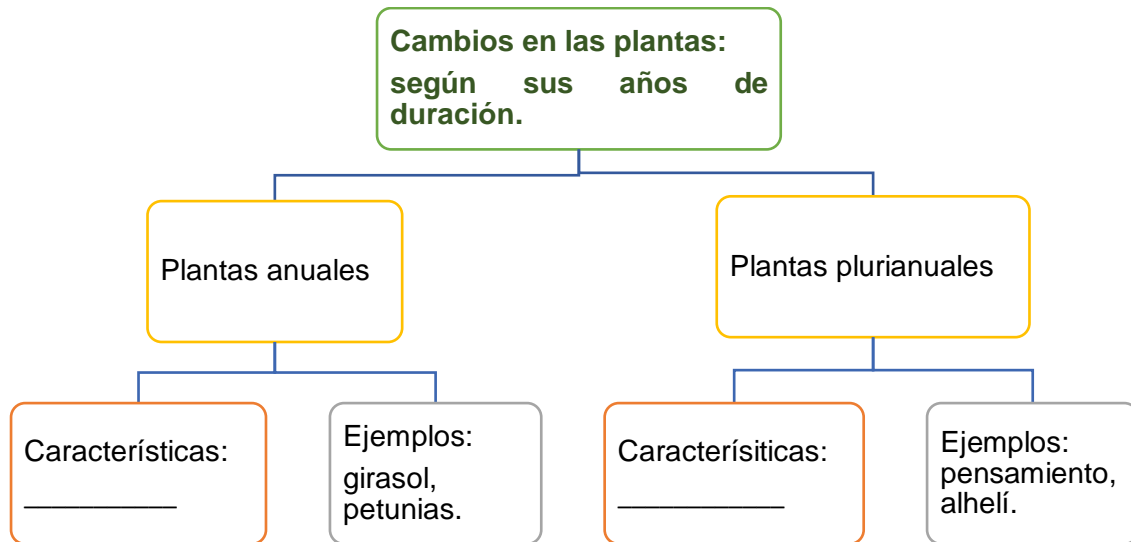 Cambios en las plantas:
según sus años de
duración.
Plantas anuales
Plantas plurianuales
Características:
___________
Ejemplos:
girasol,
petunias.
Caracterísiticas:
____________
Ejemplos:
pensamiento,
alhelí.